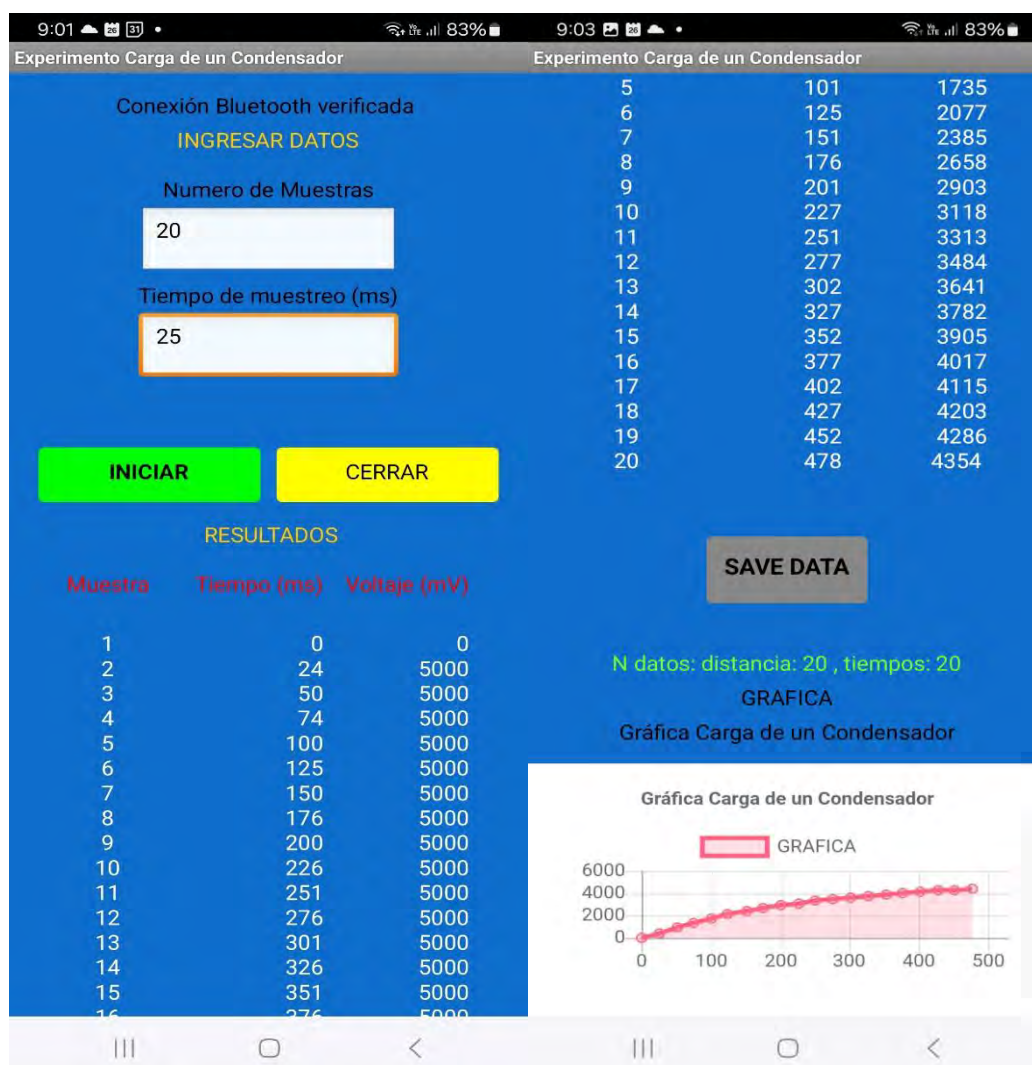 9:01 26 31 • 83%
Experimento Carga de un Condensador
Conexión Bluetooth verificada
INGRESAR DATOS
Numero de Muestras
20
Tiempo de muestreo (ms)
25
INICIAR CERRAR
RESULTADOS
Muestra Tiempo (ms) Voltaje (mV)
1 0 0
2 24 5000
3 50 5000
4 74 5000
5 100 5000
6 125 5000
7 150 5000
8 176 5000
9 200 5000
10 226 5000
11 251 5000
12 276 5000
13 301 5000
14 326 5000
15 351 5000
16 376 5000
9:03 26 • 83%
Experimento Carga de un Condensador
5 101 1735
6 125 2077
7 151 2385
8 176 2658
9 201 2903
10 227 3118
11 251 3313
12 277 3484
13 302 3641
14 327 3782
15 352 3905
16 377 4017
17 402 4115
18 427 4203
19 452 4286
20 478 4354
SAVE DATA
N datos: distancia: 20 , tiempos: 20
GRAFICA
Gráfica Carga de un Condensador
Gráfica Carga de un Condensador
GRAFICA
6000
4000
2000
0
0 100 200 300 400 500